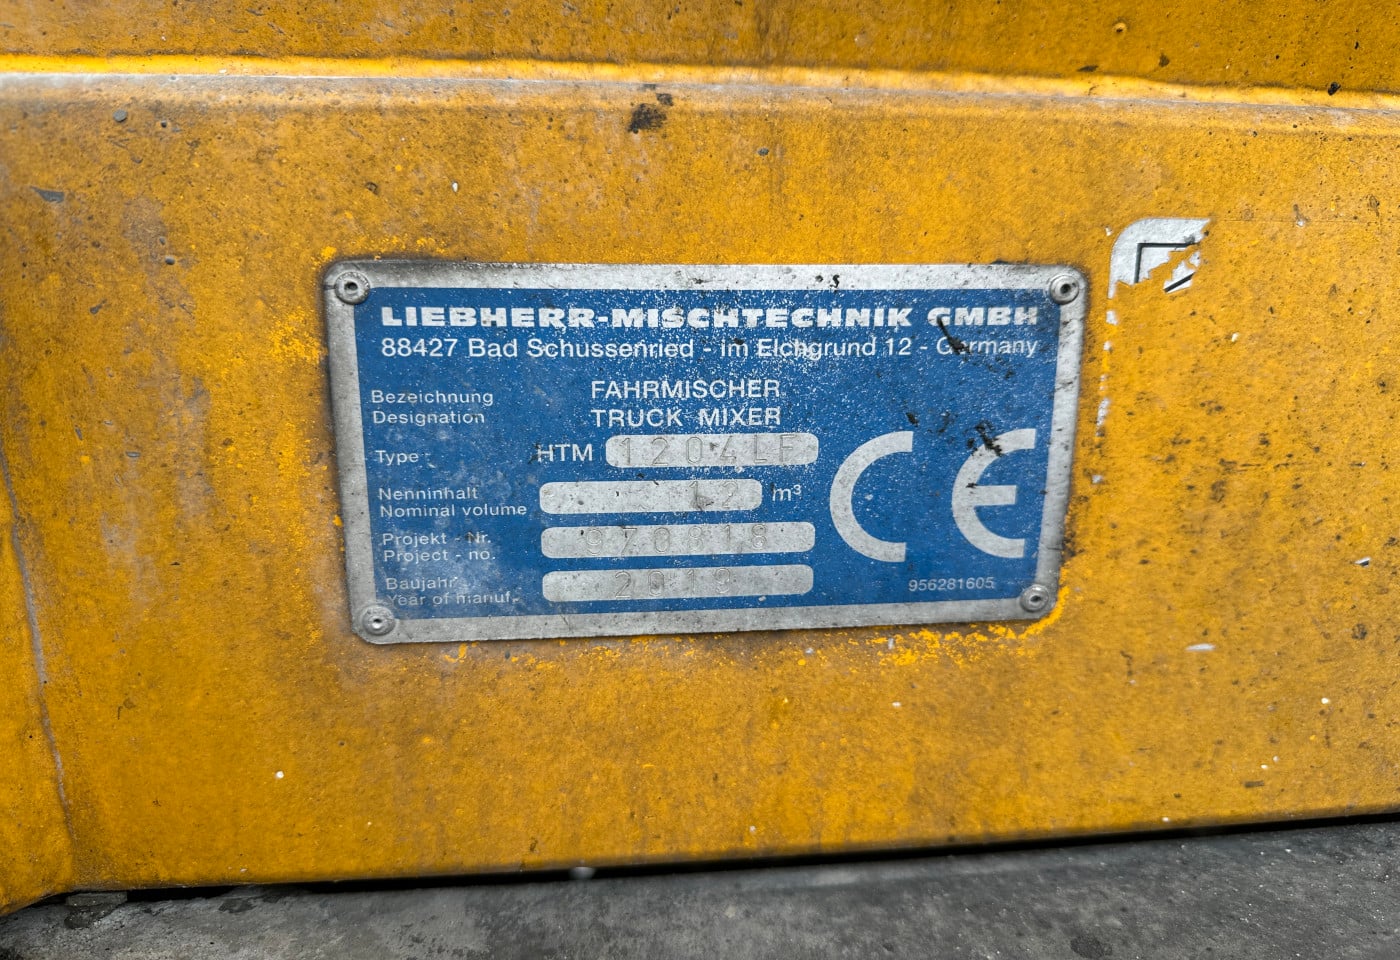 LIEBHERR-MISCHTECHNIK GMBH
88427 Bad Schussenried - im Elchgrund 12 - Germany
Bezeichnung FAHRMISCHER
Designation TRUCK MIXER
Type HTM 1204LF
Nenninhalt
Nominal volume 12 m³
Projekt - Nr.
Project - no.
Baujahr
Year of manuf. 2019
CE
956281605